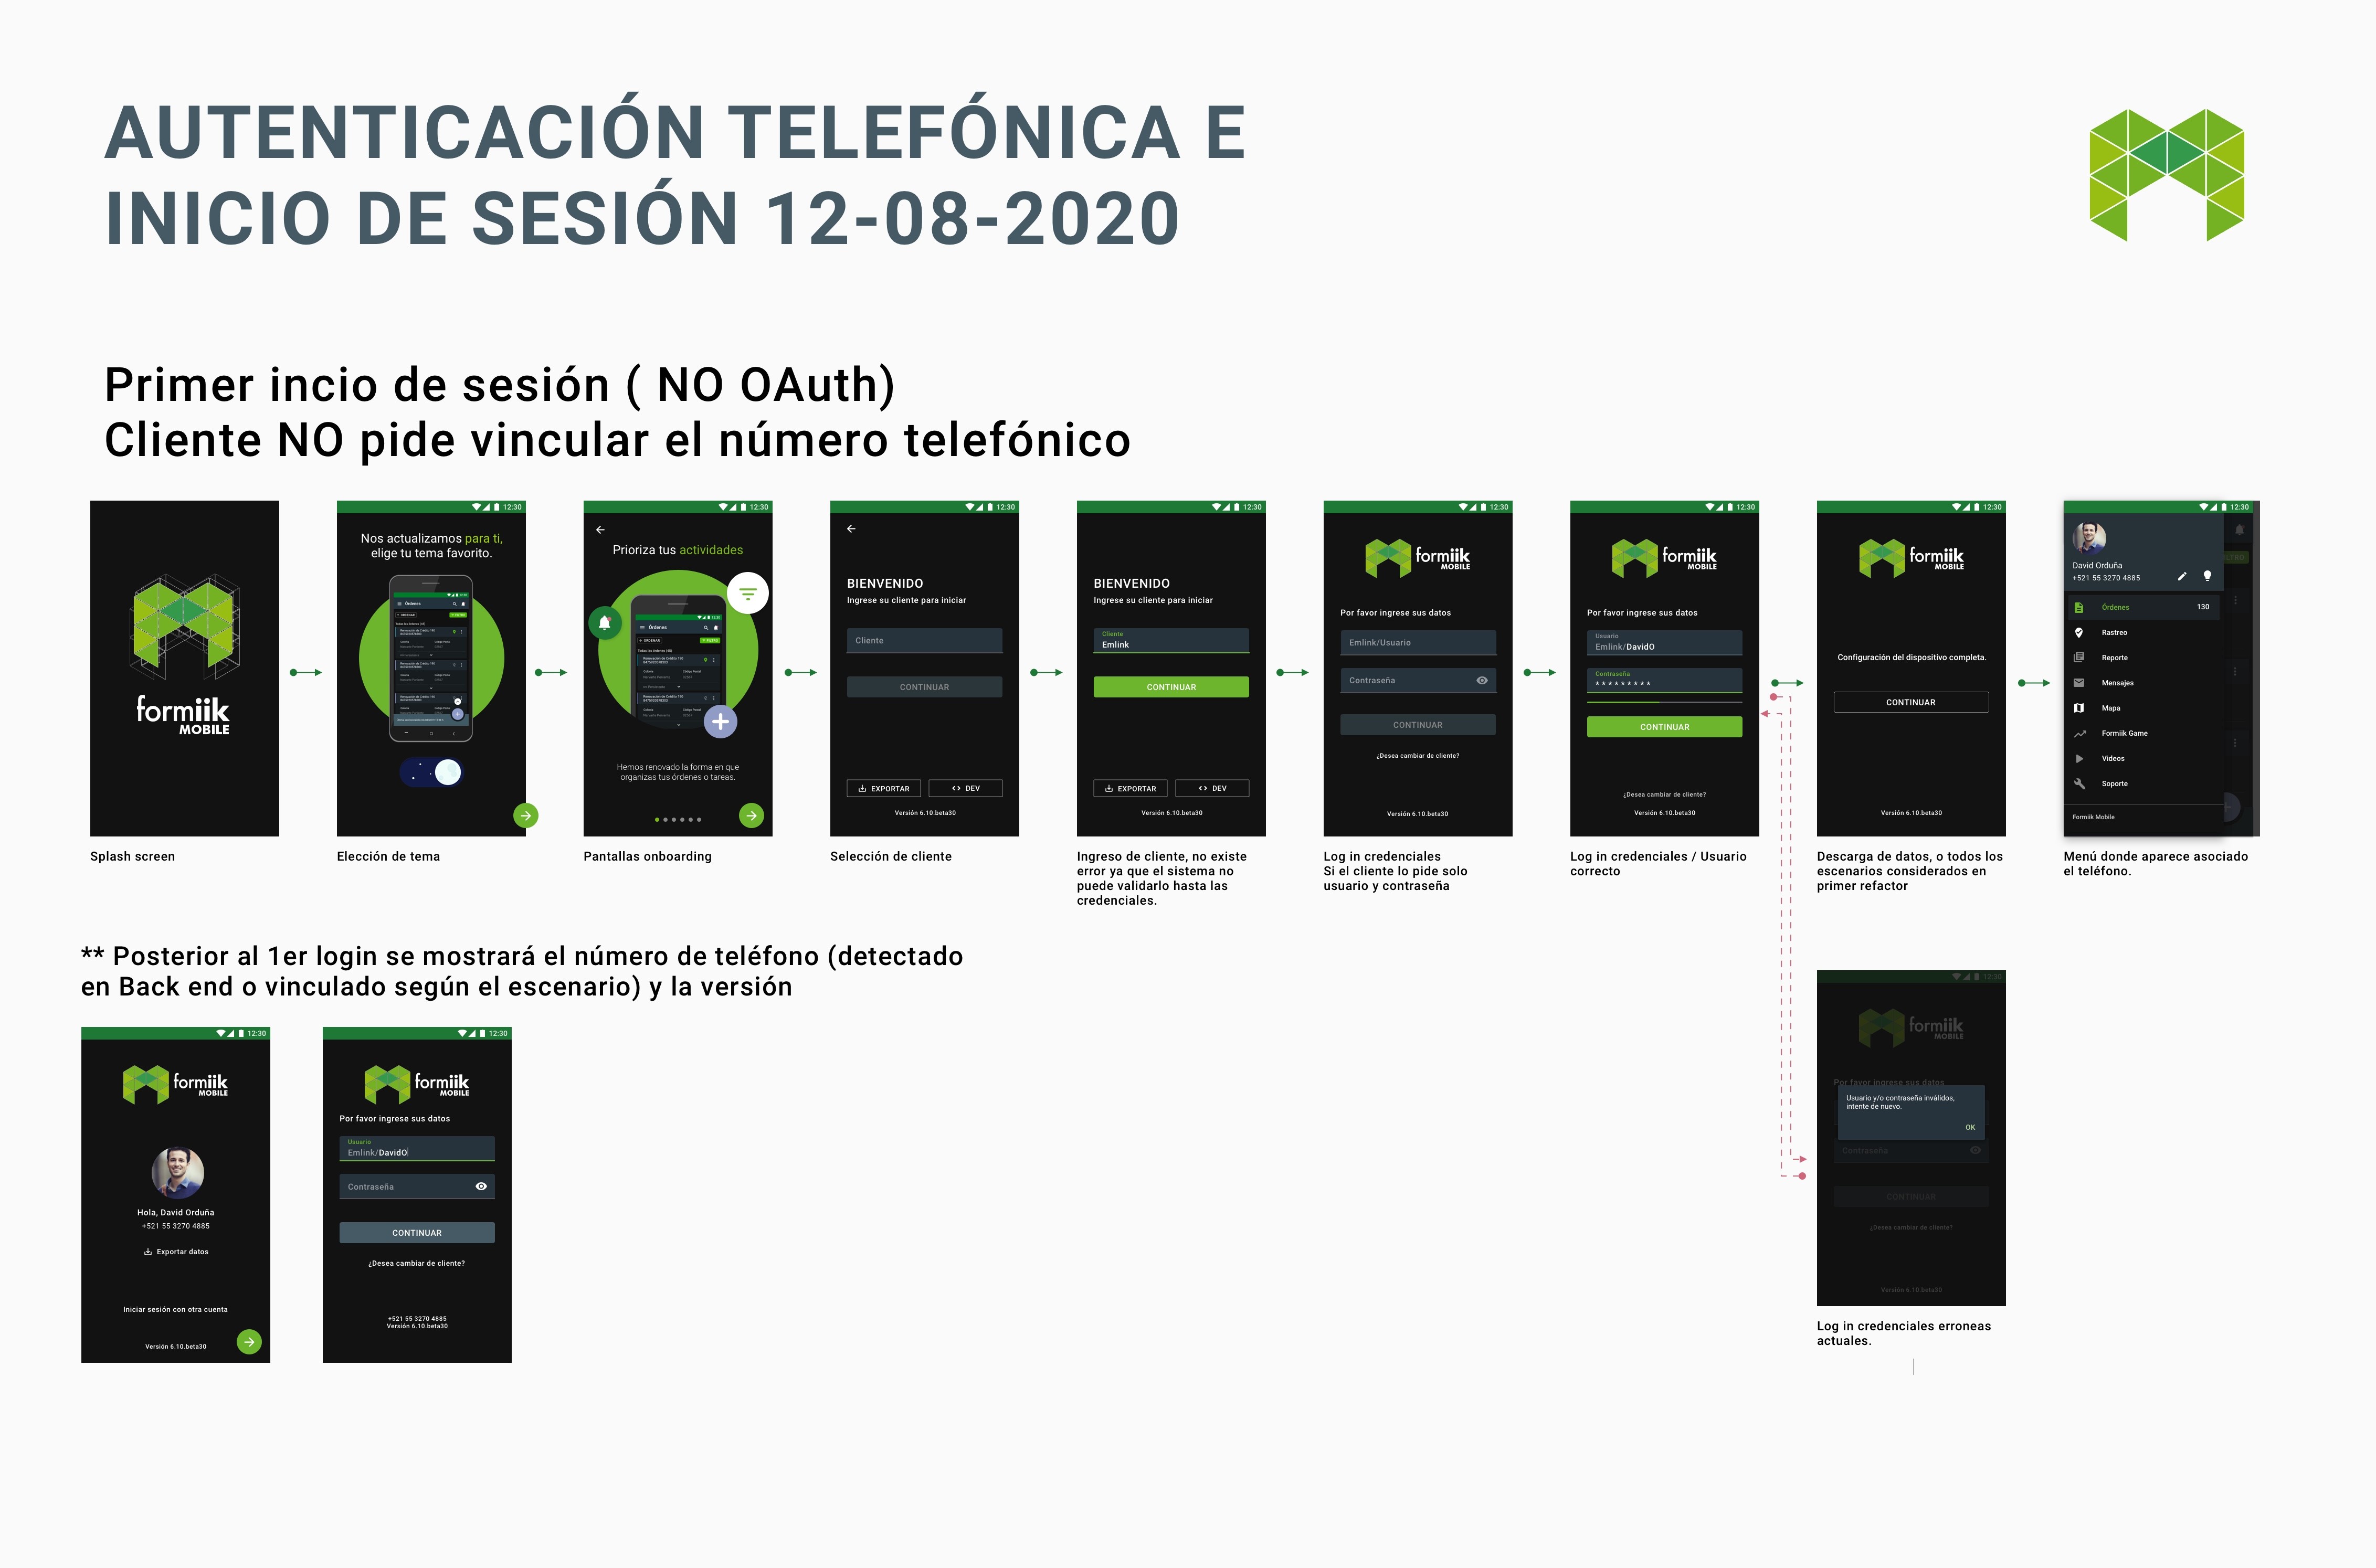 AUTENTICACIÓN TELEFÓNICA E
INICIO DE SESIÓN 12-08-2020
Primer incio de sesión ( NO OAuth)
Cliente NO pide vincular el número telefónico
formiik
MOBILE
Splash screen
12:30
Nos actualizamos para ti,
elige tu tema favorito.
Órdenes
Elección de tema
12:30
Prioriza tus actividades
Órdenes
Hemos renovado la forma en que
organizas tus órdenes o tareas.
Pantallas onboarding
12:30
BIENVENIDO
Ingrese su cliente para iniciar
Cliente
CONTINUAR
EXPORTAR
DEV
Versión 6.10.beta30
Selección de cliente
12:30
BIENVENIDO
Ingrese su cliente para iniciar
Cliente
Emlink
CONTINUAR
EXPORTAR
DEV
Versión 6.10.beta30
Ingreso de cliente, no existe
error ya que el sistema no
puede validarlo hasta las
credenciales.
12:30
formiik
MOBILE
Por favor ingrese sus datos
Emlink/Usuario
Contraseña
CONTINUAR
¿Desea cambiar de cliente?
Versión 6.10.beta30
Log in credenciales
Si el cliente lo pide solo
usuario y contraseña
12:30
formiik
MOBILE
Por favor ingrese sus datos
Usuario
Emlink/DavidO
Contraseña
*********
CONTINUAR
¿Desea cambiar de cliente?
Versión 6.10.beta30
Log in credenciales / Usuario
correcto
12:30
formiik
MOBILE
Configuración del dispositivo completa.
CONTINUAR
Versión 6.10.beta30
Descarga de datos, o todos los
escenarios considerados en
primer refactor
12:30
David Orduña
+521 55 3270 4885
Órdenes 130
Rastreo
Reporte
Mensajes
Mapa
Formiik Game
Videos
Soporte
Formiik Mobile
Menú donde aparece asociado
el teléfono.
** Posterior al 1er login se mostrará el número de teléfono (detectado
en Back end o vinculado según el escenario) y la versión
12:30
formiik
MOBILE
Hola, David Orduña
+521 55 3270 4885
Exportar datos
Iniciar sesión con otra cuenta
Versión 6.10.beta30
12:30
formiik
MOBILE
Por favor ingrese sus datos
Usuario
Emlink/DavidO
Contraseña
CONTINUAR
¿Desea cambiar de cliente?
+521 55 3270 4885
Versión 6.10.beta30
12:30
formiik
MOBILE
Por favor ingrese sus datos
Usuario y/o contraseña inválidos,
intente de nuevo.
OK
Contraseña
CONTINUAR
¿Desea cambiar de cliente?
Versión 6.10.beta30
Log in credenciales erroneas
actuales.